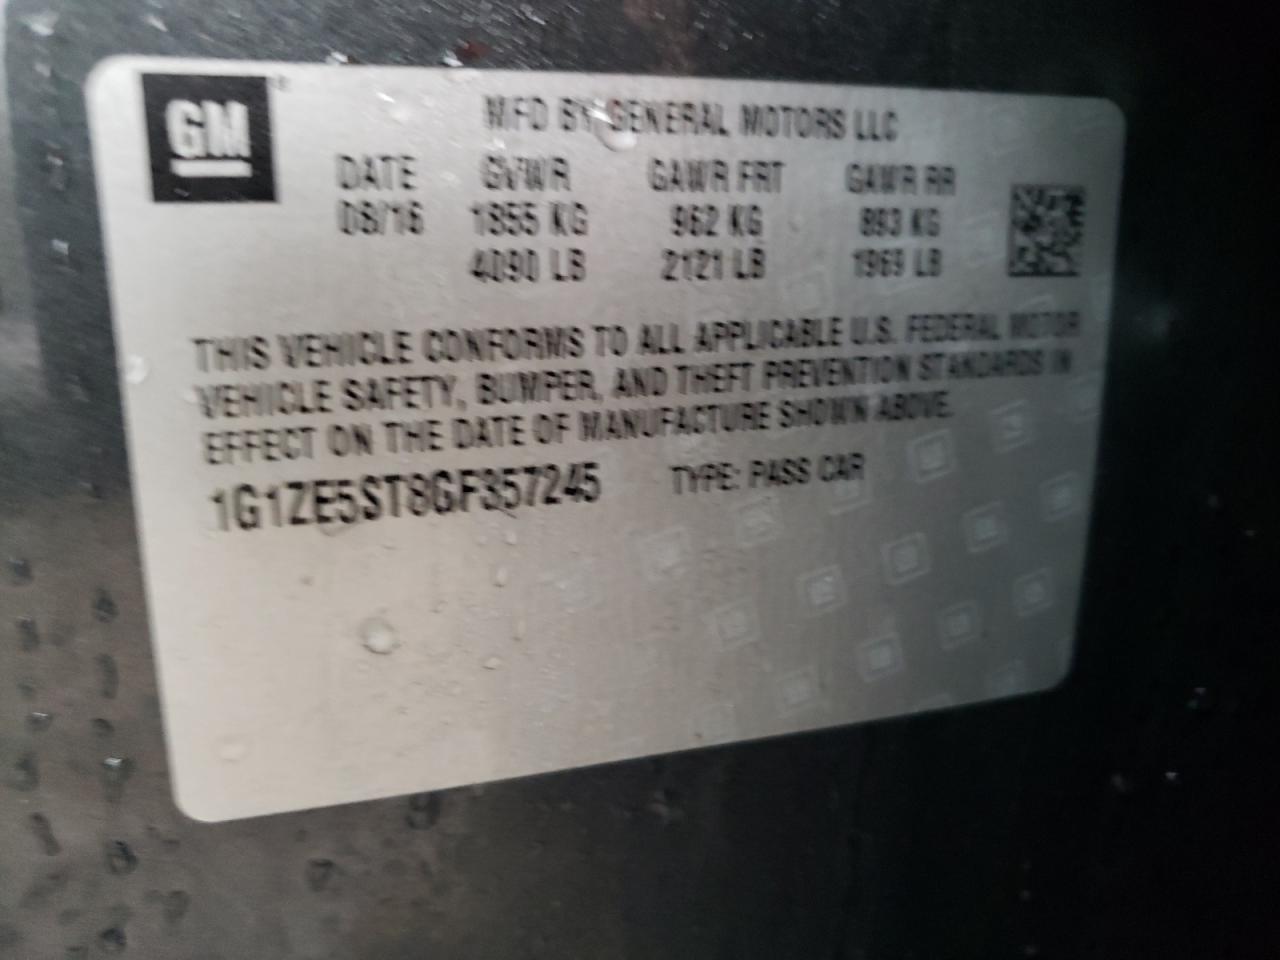 GM
MFD BY GENERAL MOTORS LLC
DATE GVWR GAWR FRT GAWR RR
08/16 1855 KG 962 KG 893 KG
4090 LB 2121 LB 1969 LB
THIS VEHICLE CONFORMS TO ALL APPLICABLE U.S. FEDERAL MOTOR
VEHICLE SAFETY, BUMPER, AND THEFT PREVENTION STANDARDS IN
EFFECT ON THE DATE OF MANUFACTURE SHOWN ABOVE.
1G1ZE5ST8GF357245 TYPE: PASS CAR